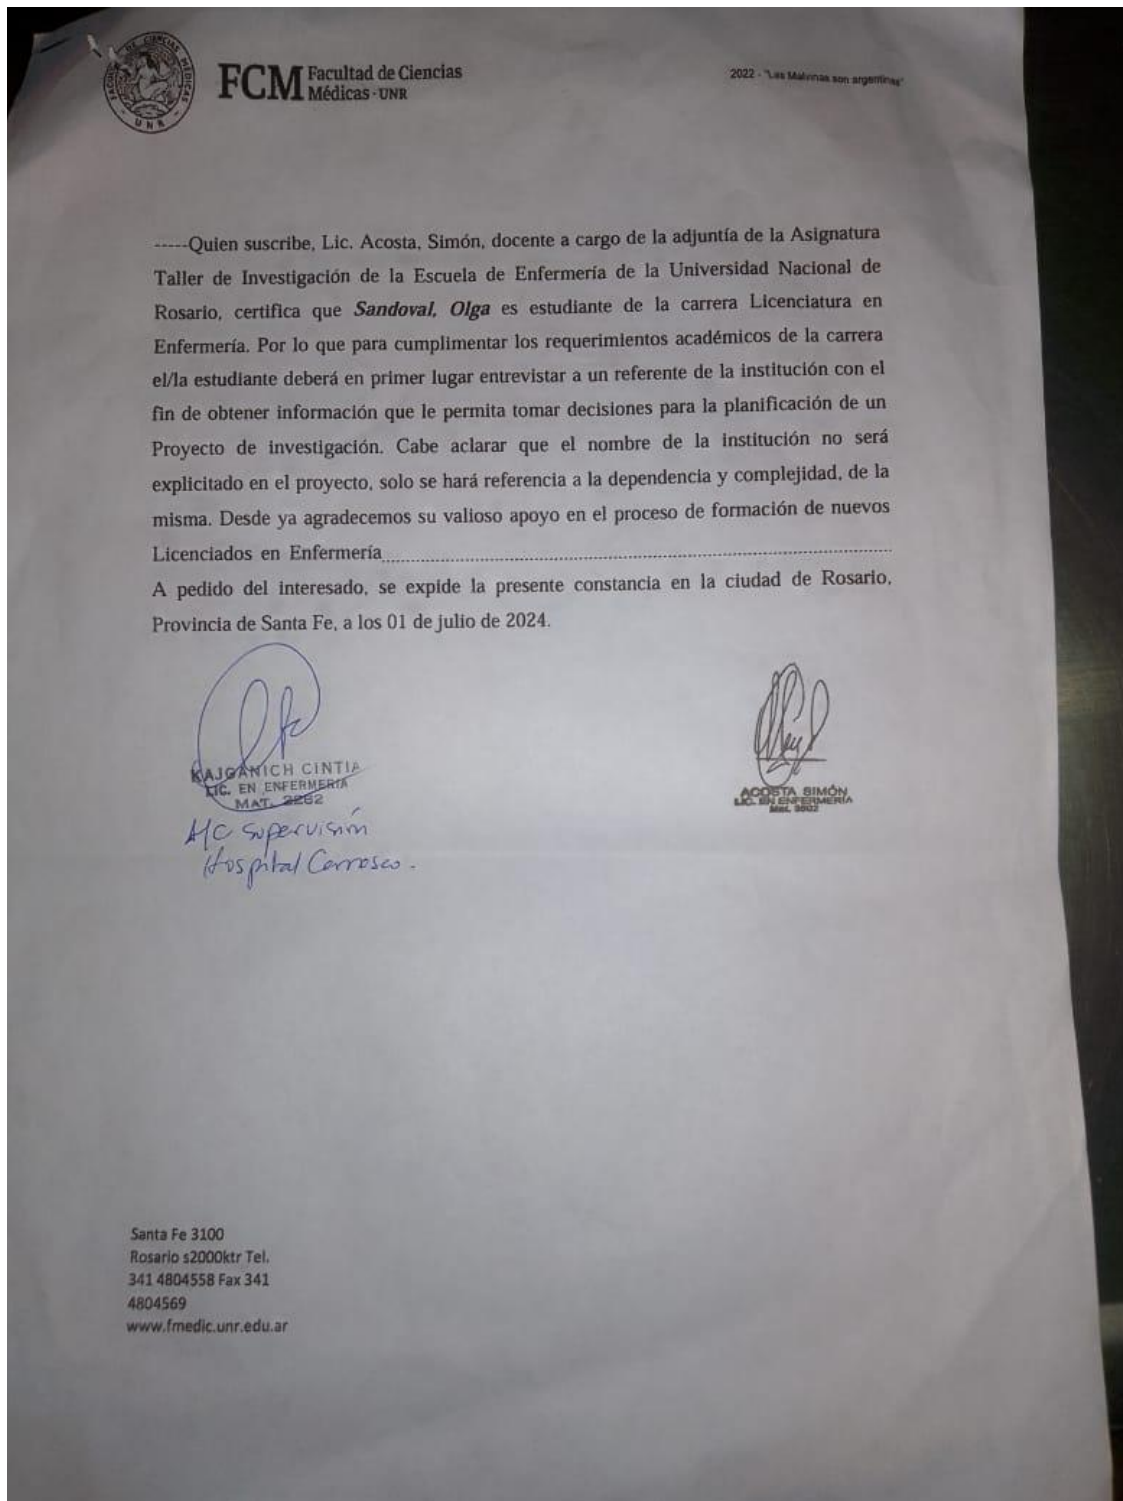 FACULTAD DE CIENCIAS MÉDICAS
UNR
FCM Facultad de Ciencias
Médicas - UNR
2022 - "Las Malvinas son argentinas"
-----Quien suscribe, Lic. Acosta, Simón, docente a cargo de la adjuntía de la Asignatura
Taller de Investigación de la Escuela de Enfermería de la Universidad Nacional de
Rosario, certifica que Sandoval, Olga es estudiante de la carrera Licenciatura en
Enfermería. Por lo que para cumplimentar los requerimientos académicos de la carrera
el/la estudiante deberá en primer lugar entrevistar a un referente de la institución con el
fin de obtener información que le permita tomar decisiones para la planificación de un
Proyecto de investigación. Cabe aclarar que el nombre de la institución no será
explicitado en el proyecto, solo se hará referencia a la dependencia y complejidad, de la
misma. Desde ya agradecemos su valioso apoyo en el proceso de formación de nuevos
Licenciados en Enfermería
A pedido del interesado, se expide la presente constancia en la ciudad de Rosario,
Provincia de Santa Fe, a los 01 de julio de 2024.
KAJGANICH CINTIA
LIC. EN ENFERMERIA
MAT. 2262
A/C Supervisión
Hospital Carrasco.
ACOSTA SIMÓN
LIC. EN ENFERMERÍA
Mat.
Santa Fe 3100
Rosario s2000ktr Tel.
341 4804558 Fax 341
4804569
www.fmedic.unr.edu.ar